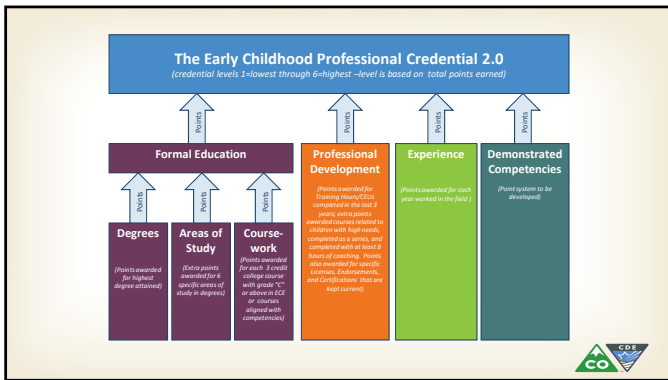 The Early Childhood Professional Credential 2.0
(credential levels 1=lowest through 6=highest –level is based on total points earned)
Points
Points
Points
Points
Formal Education
Points
Points
Points
Degrees
(Points awarded
for highest
degree attained)
Areas of
Study
(Extra points
awarded for 6
specific areas of
study in degrees)
Course-
work
(Points awarded
for each 3 credit
college course
with grade "C"
or above in ECE
or courses
aligned with
competencies)
Professional
Development
(Points awarded for
Training Hours/CEUs
completed in the last 3
years; extra points
awarded courses related to
children with high needs,
completed as a series, and
completed with at least 8
hours of coaching. Points
also awarded for specific
Licenses, Endorsements,
and Certifications that are
kept current)
Experience
(Points awarded for each
year worked in the field )
Demonstrated
Competencies
(Point system to be
developed)
CO
CDE